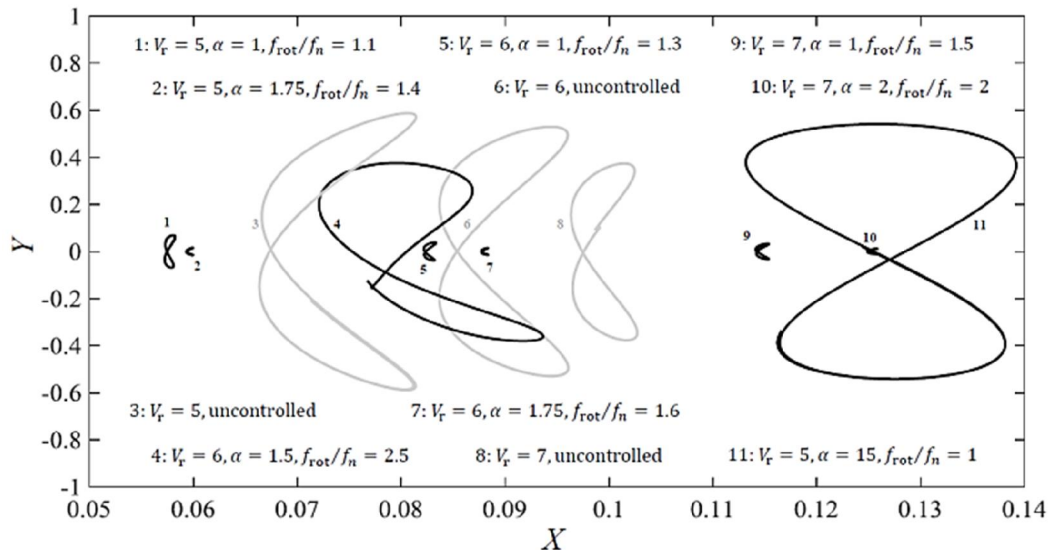 1
0.8
0.6
0.4
0.2
0
-0.2
-0.4
-0.6
-0.8
-1
Y
1: Vr = 5, α = 1, frot/fn = 1.1
5: Vr = 6, α = 1, frot/fn = 1.3
9: Vr = 7, α = 1, frot/fn = 1.5
2: Vr = 5, α = 1.75, frot/fn = 1.4
6: Vr = 6, uncontrolled
10: Vr = 7, α = 2, frot/fn = 2
1
2
3
4
5
6
7
8
9
10
11
3: Vr = 5, uncontrolled
7: Vr = 6, α = 1.75, frot/fn = 1.6
4: Vr = 6, α = 1.5, frot/fn = 2.5
8: Vr = 7, uncontrolled
11: Vr = 5, α = 15, frot/fn = 1
0.05 0.06 0.07 0.08 0.09 0.1 0.11 0.12 0.13 0.14
X